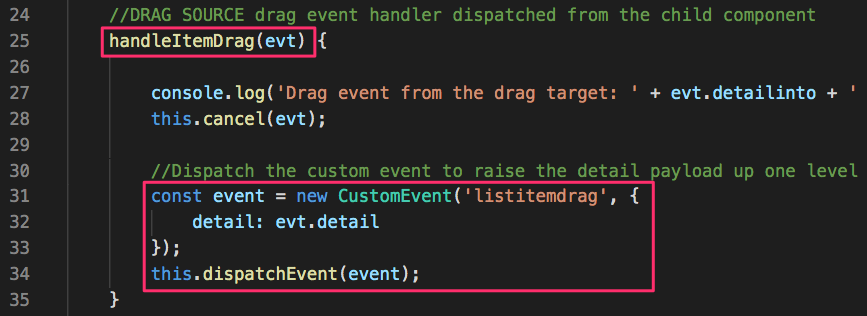 24 //DRAG SOURCE drag event handler dispatched from the child component
25 handleItemDrag(evt) {
26
27 console.log('Drag event from the drag target: ' + evt.detailinto + '
28 this.cancel(evt);
29
30 //Dispatch the custom event to raise the detail payload up one level
31 const event = new CustomEvent('listitemdrag', {
32 detail: evt.detail
33 });
34 this.dispatchEvent(event);
35 }